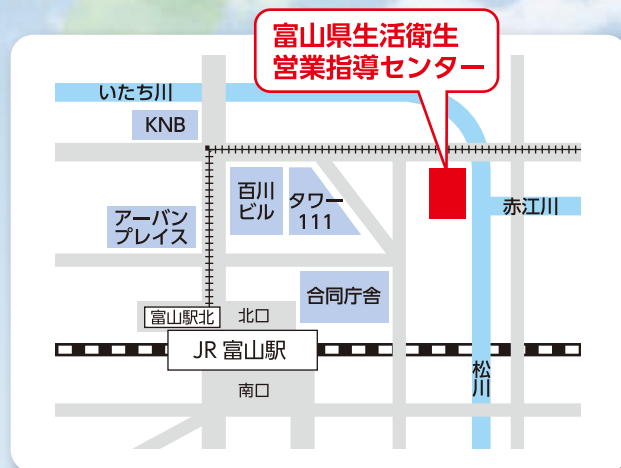 富山県生活衛生
営業指導センター
いたち川
KNB
百川
ビル
タワー
111
アーバン
プレイス
赤江川
合同庁舎
富山駅北
北口
JR 富山駅
南口
松川